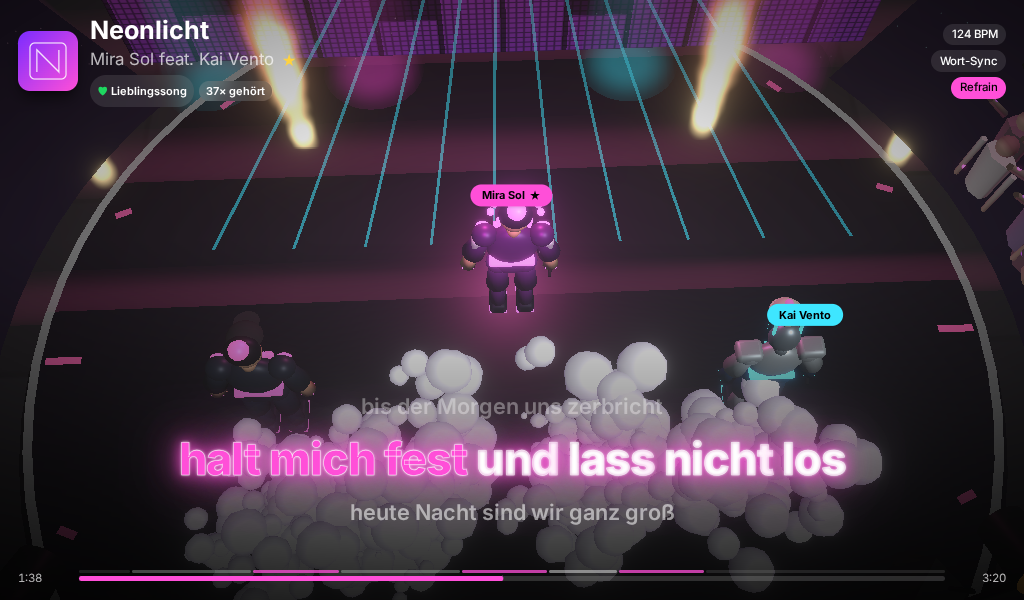 Neonlicht
Mira Sol feat. Kai Vento ★
♥ Lieblingssong
37× gehört
124 BPM
Wort-Sync
Refrain
N
Mira Sol ★
Kai Vento
bis der Morgen uns zerbricht
halt mich fest und lass nicht los
heute Nacht sind wir ganz groß
1:38
3:20